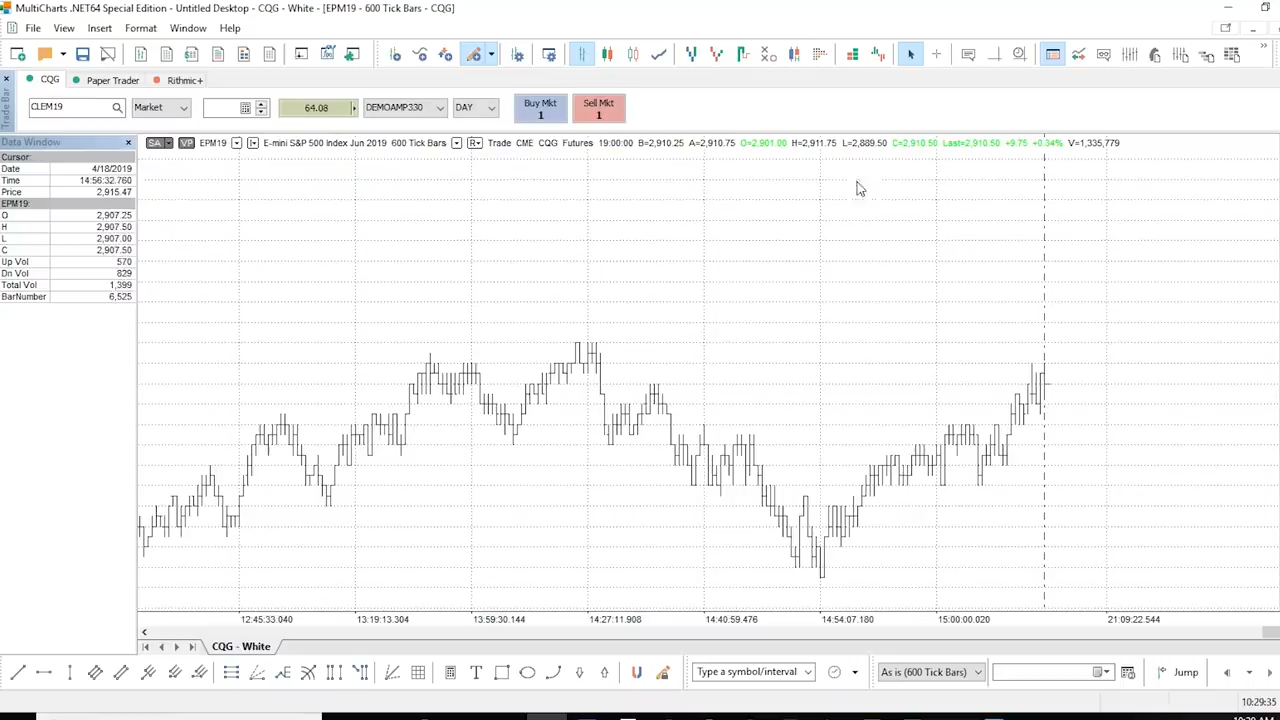 MultiCharts .NET64 Special Edition - Untitled Desktop - CQG - White - [EPM19 - 600 Tick Bars - CQG]
File View Insert Format Window Help
CQG Paper Trader Rithmic+
Trade Bar
CLEM19 Market 64.08 DEMOAMP330 DAY Buy Mkt 1 Sell Mkt 1
Data Window
SA VP EPM19 E-mini S&P 500 Index Jun 2019 600 Tick Bars R Trade CME CQG Futures 19:00:00 B=2,910.25 A=2,910.75 O=2,901.00 H=2,911.75 L=2,889.50 C=2,910.50 Last=2,910.50 +9.75 +0.34% V=1,335,779
Cursor:
Date 4/18/2019
Time 14:56:32.760
Price 2,915.47
EPM19:
O 2,907.25
H 2,907.50
L 2,907.00
C 2,907.50
Up Vol 570
Dn Vol 829
Total Vol 1,399
BarNumber 6,525
12:45:33.040 13:19:13.304 13:59:30.144 14:27:11.908 14:40:59.476 14:54:07.180 15:00:00.020 21:09:22.544
CQG - White
Type a symbol/interval As is (600 Tick Bars) Jump
10:29:35